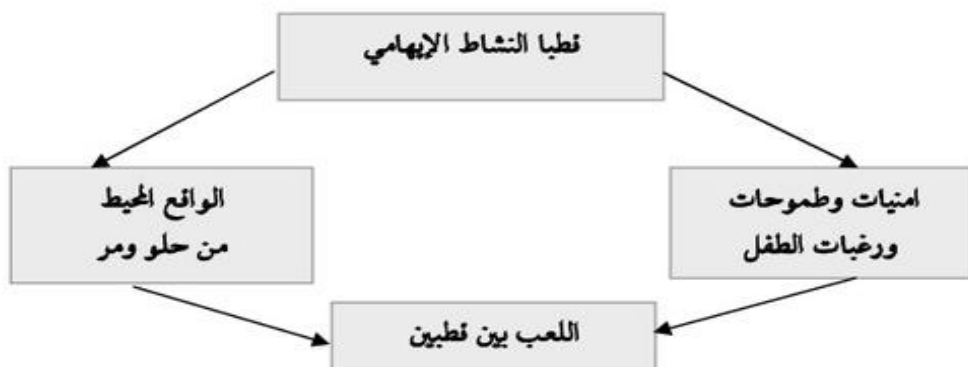 قطبا النشاط الإيهامي
امنيات وطموحات
ورغبات الطفل
الواقع المحيط
من حلو ومر
اللعب بين قطبين